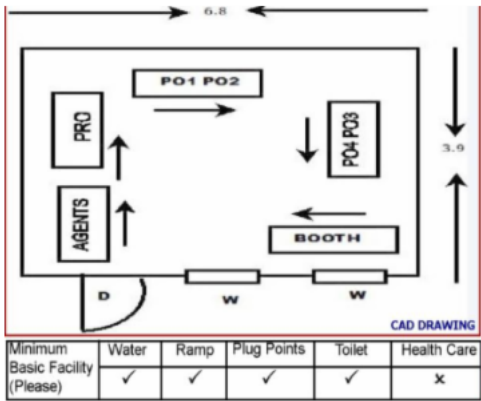 6.8
PO1 PO2
PRO
PO4 PO3
3.9
AGENTS
BOOTH
D
W
W
CAD DRAWING
Minimum Basic Facility (Please) Water Ramp Plug Points Toilet Health Care
✓ ✓ ✓ ✓ x